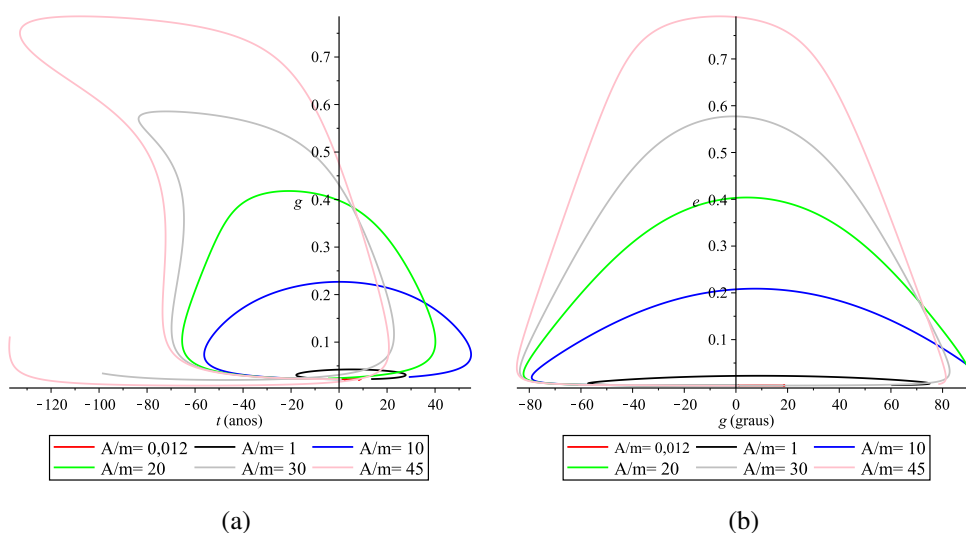 0.7
0.6
0.5
g 0.4
0.3
0.2
0.1
−120 −100 −80 −60 −40 −20 0 20 40
t (anos)
A/m= 0,012 A/m= 1 A/m= 10
A/m= 20 A/m= 30 A/m= 45
(a)
0.7
0.6
0.5
e 0.4
0.3
0.2
0.1
−80 −60 −40 −20 0 20 40 60 80
g (graus)
A/m= 0,012 A/m= 1 A/m= 10
A/m= 20 A/m= 30 A/m= 45
(b)